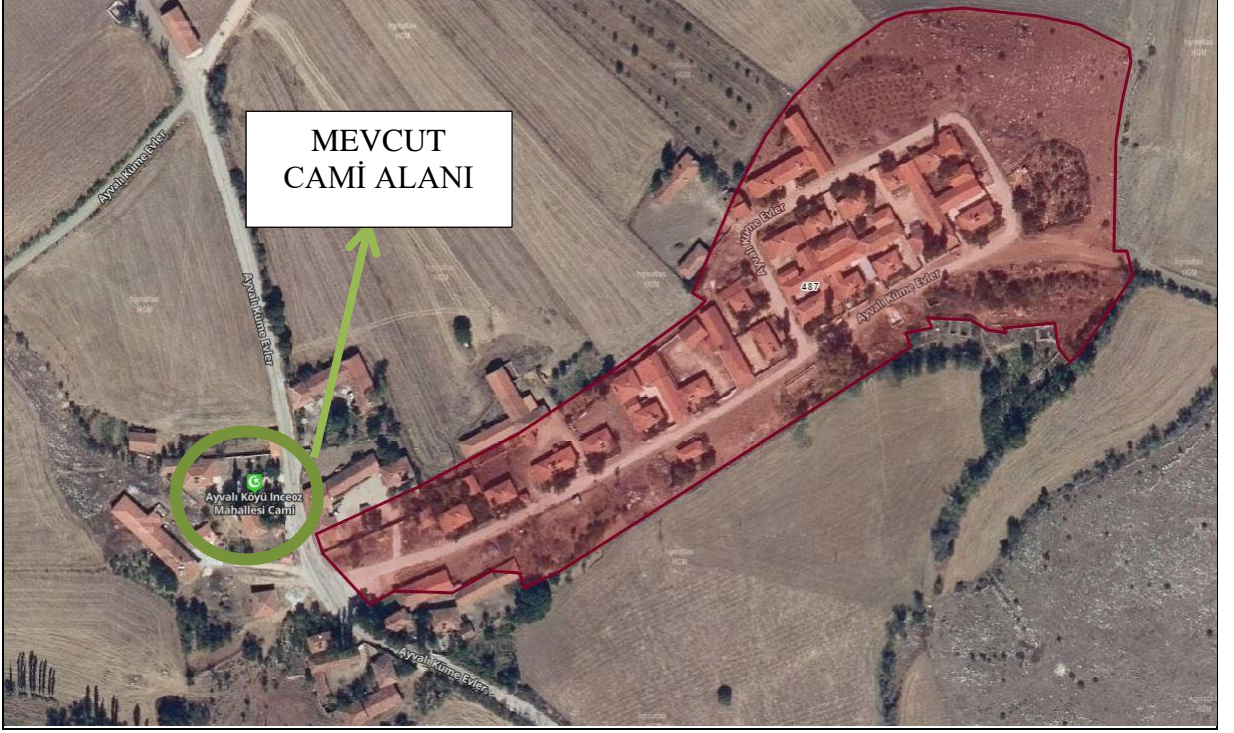 MEVCUT
CAMİ ALANI
Ayvalı Küme Evler
Ayvalı Küme Evler
Ayvalı Küme Evler
487
Ayvalı Küme Evler
Ayvalı Köyü İnceöz
Mahallesi Cami
Ayvalı Küme Evler